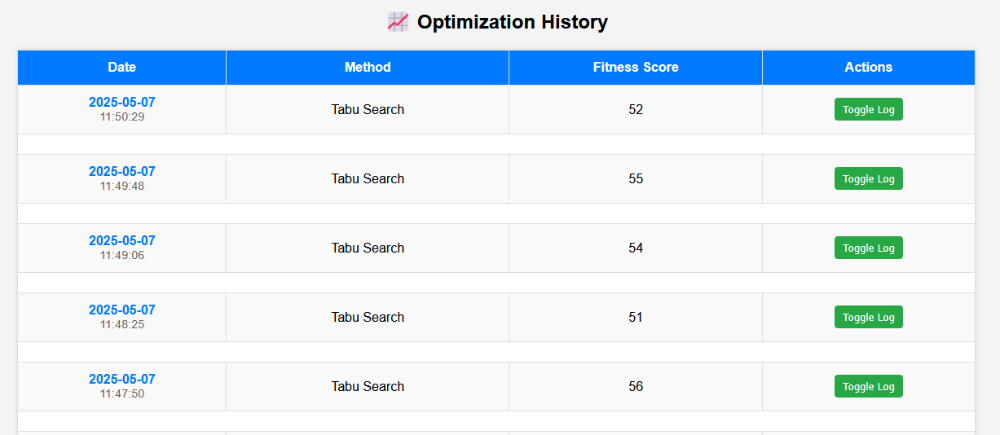 Optimization History
Date Method Fitness Score Actions
2025-05-07
11:50:29
Tabu Search
52
Toggle Log
2025-05-07
11:49:48
Tabu Search
55
Toggle Log
2025-05-07
11:49:06
Tabu Search
54
Toggle Log
2025-05-07
11:48:25
Tabu Search
51
Toggle Log
2025-05-07
11:47:50
Tabu Search
56
Toggle Log